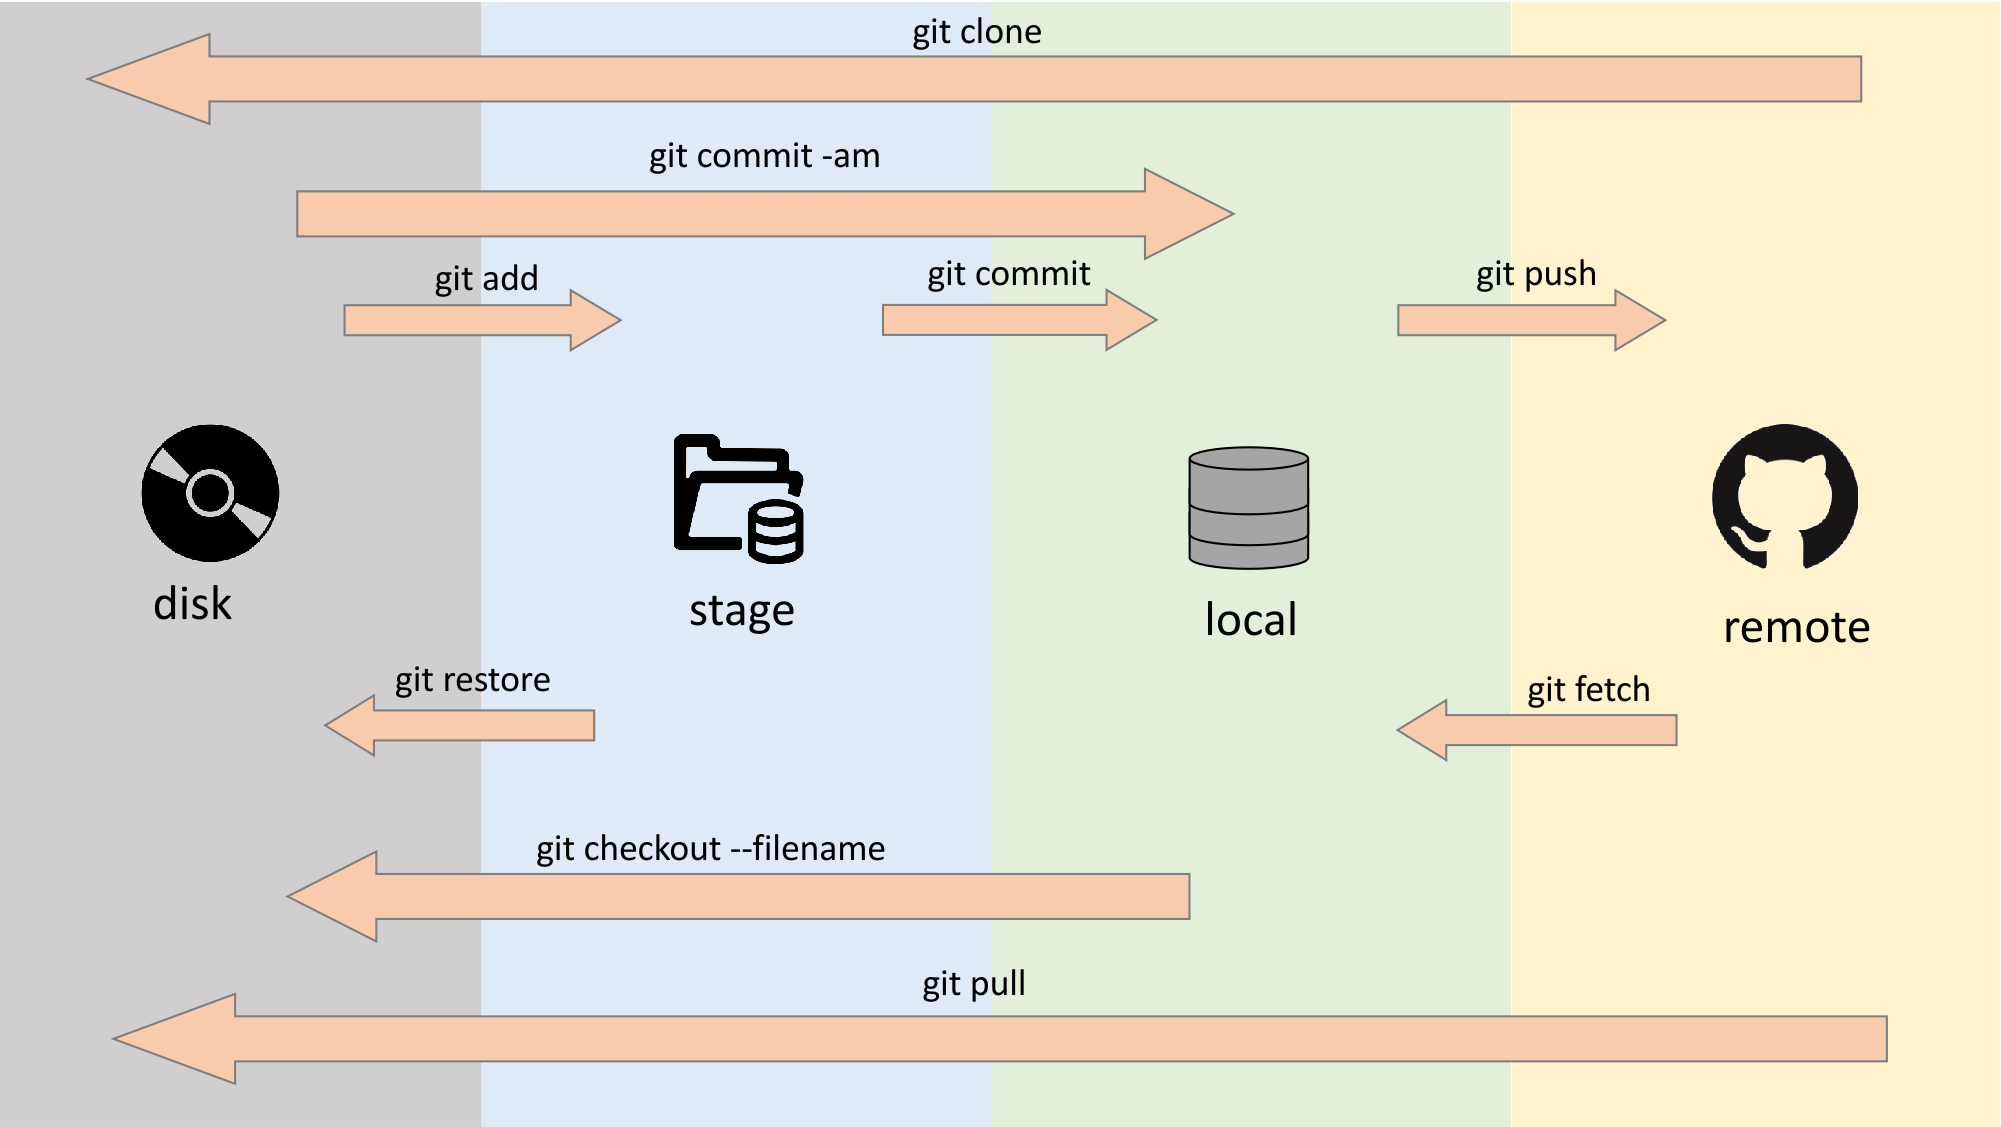 git clone
git commit -am
git add
git commit
git push
disk
stage
local
remote
git restore
git fetch
git checkout --filename
git pull